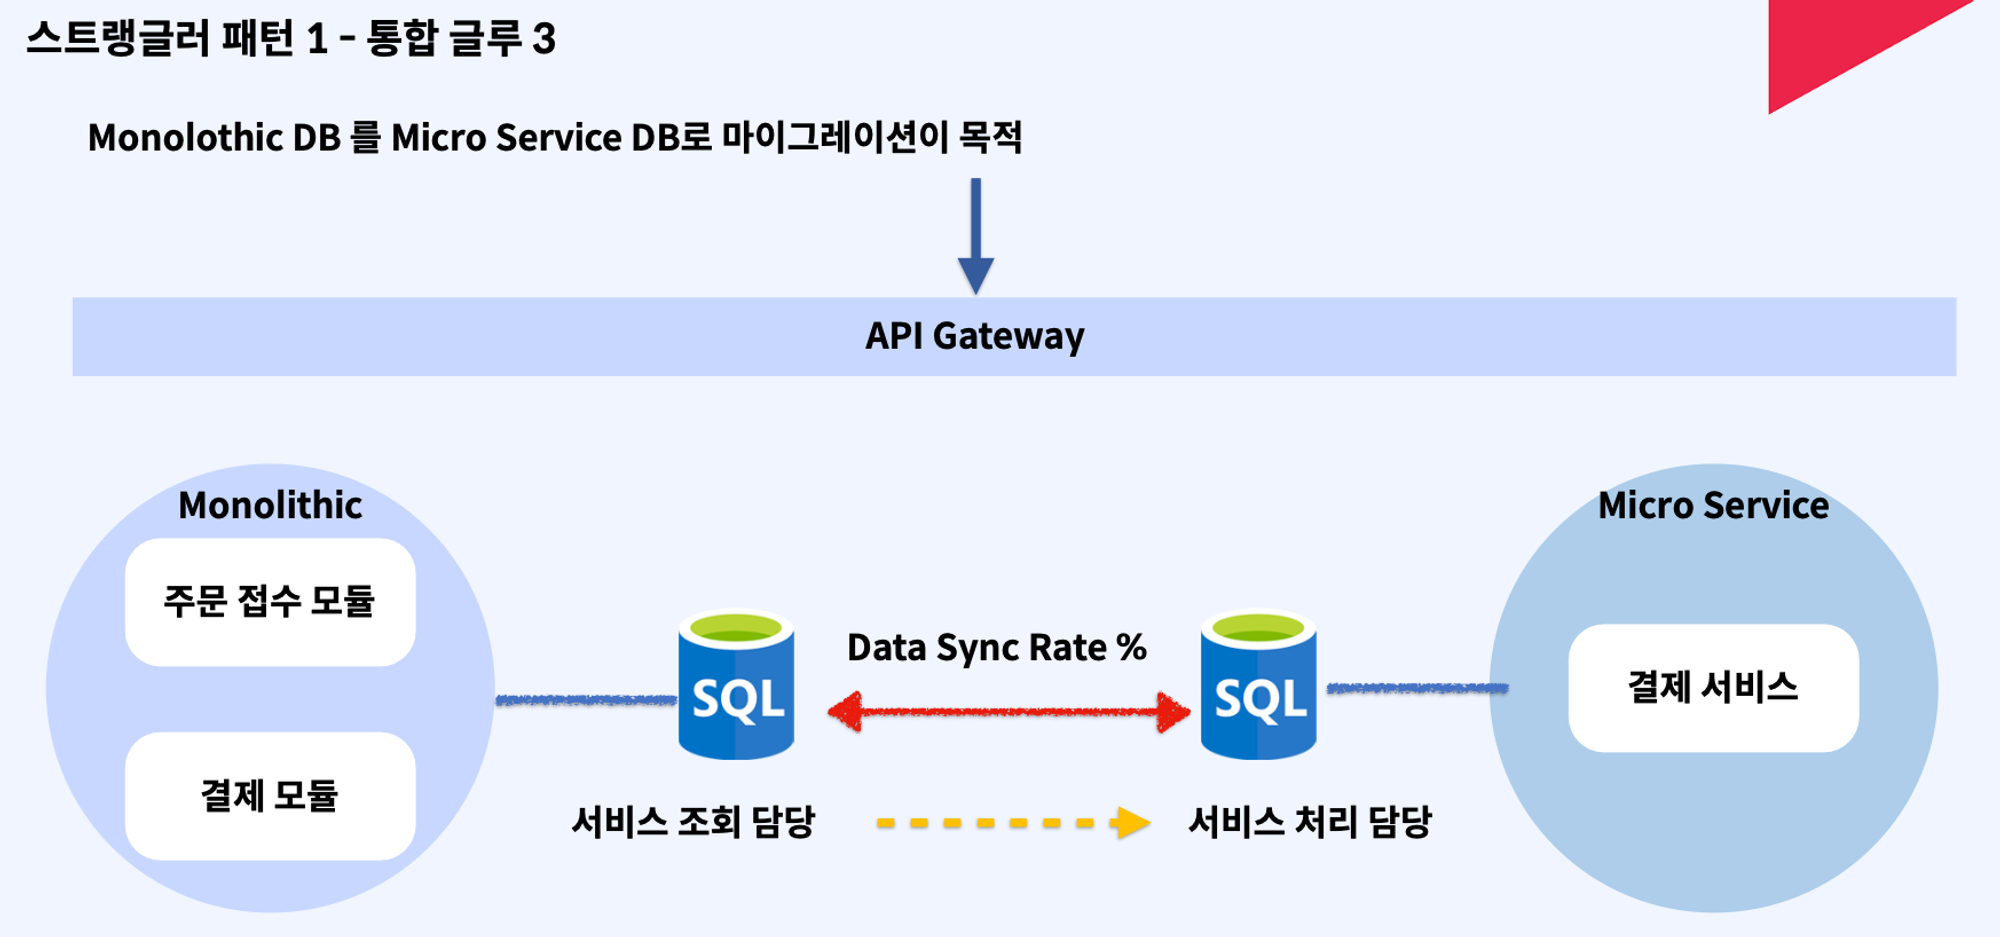 스트랭글러 패턴 1 - 통합 글루 3
Monolothic DB 를 Micro Service DB로 마이그레이션이 목적
API Gateway
Monolithic
주문 접수 모듈
결제 모듈
SQL
Data Sync Rate %
SQL
서비스 조회 담당
서비스 처리 담당
Micro Service
결제 서비스